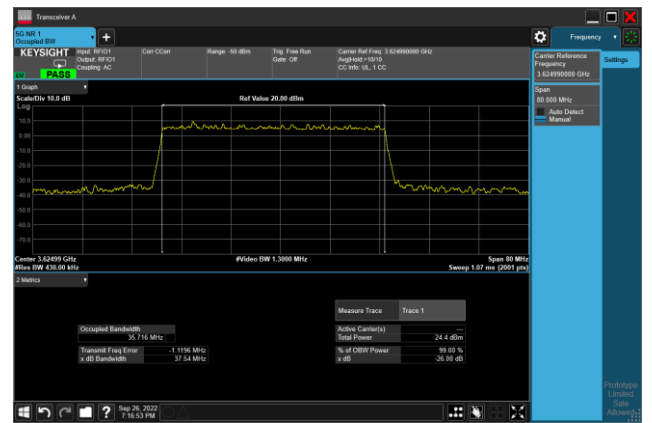 Transceiver A
5G NR 1
Occupied BW
Frequency
KEYSIGHT
Input: RFIO1
Output: RFIO1
Coupling: AC
Corr CCorr
Range: -50 dBm
Trig: Free Run
Gate: Off
Carrier Ref Freq: 3.624990000 GHz
Avg|Hold:>10/10
CC Info: UL, 1 CC
LV
PASS
Carrier Reference
Frequency
3.624990000 GHz
Settings
Span
80.000 MHz
Auto Detect
Manual
1 Graph
Scale/Div 10.0 dB
Ref Value 20.00 dBm
Log
10.0
0.00
-10.0
-20.0
-30.0
-40.0
-50.0
-60.0
-70.0
Center 3.62499 GHz
#Video BW 1.3000 MHz
Span 80 MHz
#Res BW 430.00 kHz
Sweep 1.07 ms (2001 pts)
2 Metrics
Measure Trace
Trace 1
Occupied Bandwidth
35.716 MHz
Active Carrier(s)
---
Total Power
24.4 dBm
Transmit Freq Error
-1.1196 MHz
% of OBW Power
99.00 %
x dB Bandwidth
37.54 MHz
x dB
-26.00 dB
Prototype
Limited
Sale
Allowed
?
Sep 26, 2022
7:16:53 PM